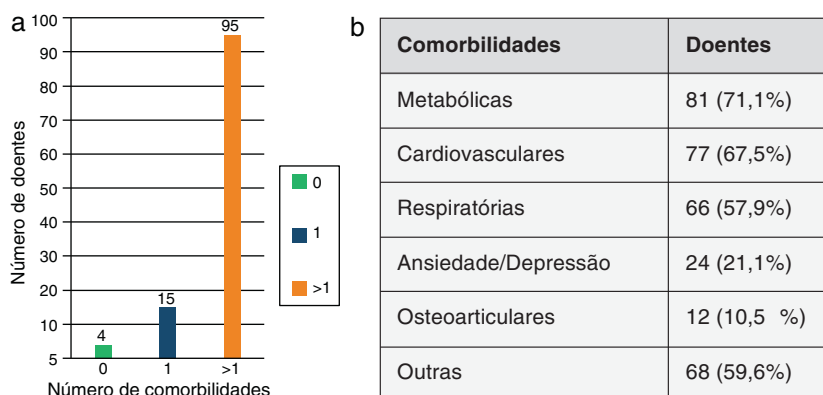 a
Número de doentes
100
90
80
70
60
50
40
30
20
10
5
4
15
95
0
1
>1
Número de comorbilidades
0
1
>1
b
Comorbilidades Doentes
Metabólicas 81 (71,1%)
Cardiovasculares 77 (67,5%)
Respiratórias 66 (57,9%)
Ansiedade/Depressão 24 (21,1%)
Osteoarticulares 12 (10,5 %)
Outras 68 (59,6%)